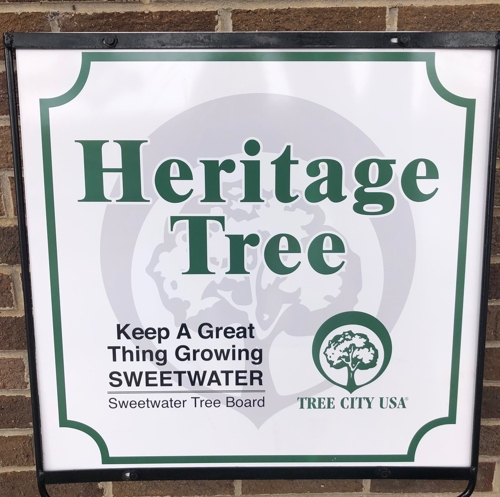 Heritage
Tree
Keep A Great
Thing Growing
SWEETWATER
Sweetwater Tree Board
TREE CITY USA®